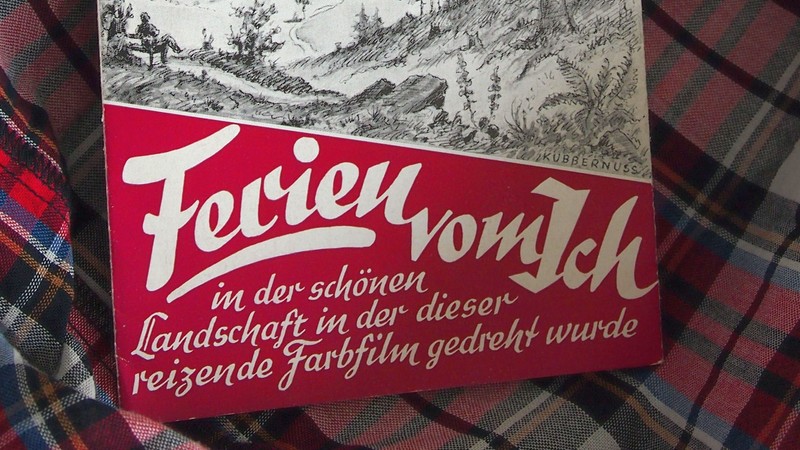 KUBBERNUSS
Ferien vom Ich
in der schönen
Landschaft in der dieser
reizende Farbfilm gedreht wurde